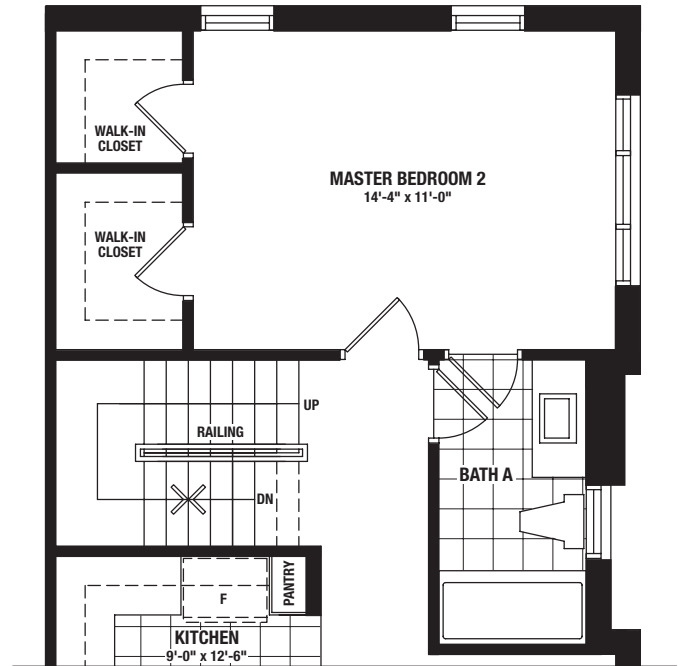 WALK-IN
CLOSET
MASTER BEDROOM 2
14'-4" x 11'-0"
WALK-IN
CLOSET
UP
RAILING
DN
BATH A
F
PANTRY
KITCHEN
9'-0" x 12'-6"